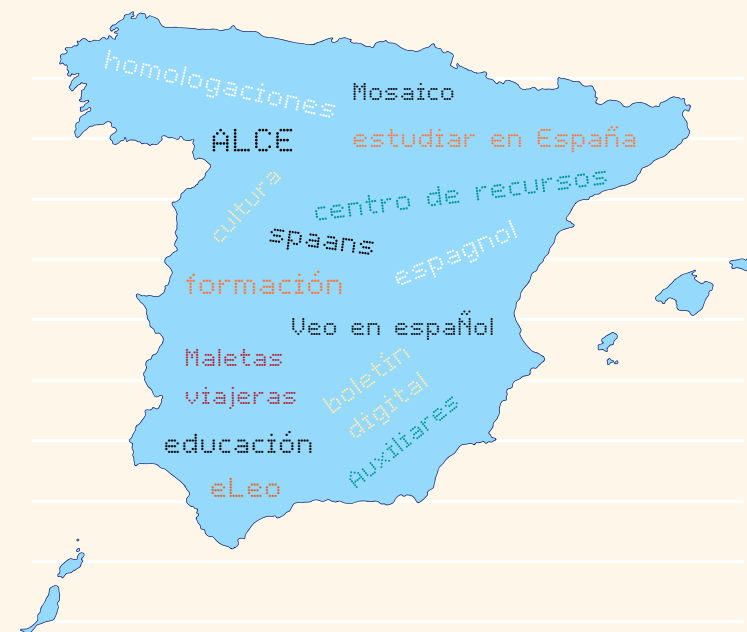 homologaciones
Mosaico
ALCE
estudiar en España
cultura
centro de recursos
spaans
espagnol
formación
Veo en espaÑol
Maletas
viajeras
boletín
digital
Auxiliares
educación
eLeo